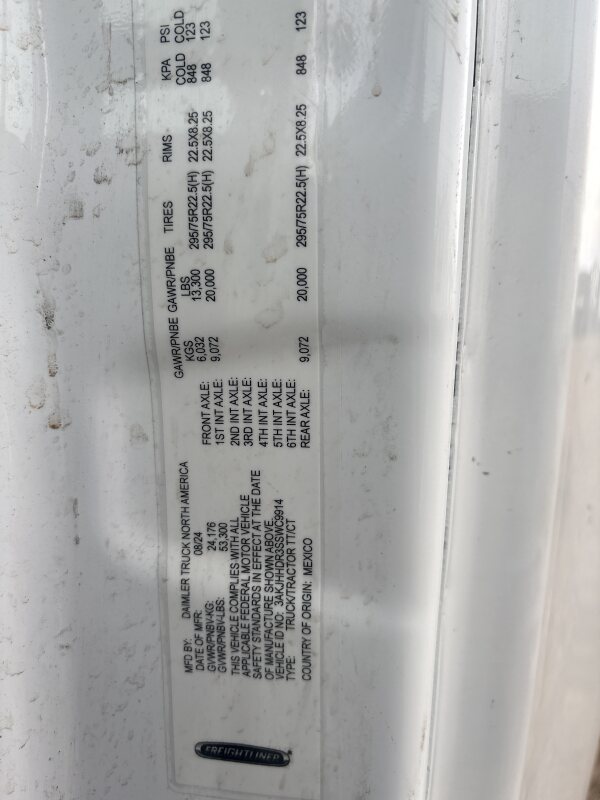 FREIGHTLINER
MFD BY: DAIMLER TRUCK NORTH AMERICA
DATE OF MFR: 08/24
GVWR/PNBV-KG: 24,176
GVWR/PNBV-LBS: 53,300
THIS VEHICLE COMPLIES WITH ALL
APPLICABLE FEDERAL MOTOR VEHICLE
SAFETY STANDARDS IN EFFECT AT THE DATE
OF MANUFACTURE SHOWN ABOVE.
VEHICLE ID NO: 3AKJHHDR3SSWC9914
TYPE: TRUCK/TRACTOR TT/CT
COUNTRY OF ORIGIN: MEXICO
GAWR/PNBE GAWR/PNBE TIRES RIMS KPA PSI
KGS LBS COLD COLD
FRONT AXLE: 6,032 13,300 295/75R22.5(H) 22.5X8.25 848 123
1ST INT AXLE: 9,072 20,000 295/75R22.5(H) 22.5X8.25 848 123
2ND INT AXLE:
3RD INT AXLE:
4TH INT AXLE:
5TH INT AXLE:
6TH INT AXLE:
REAR AXLE: 9,072 20,000 295/75R22.5(H) 22.5X8.25 848 123